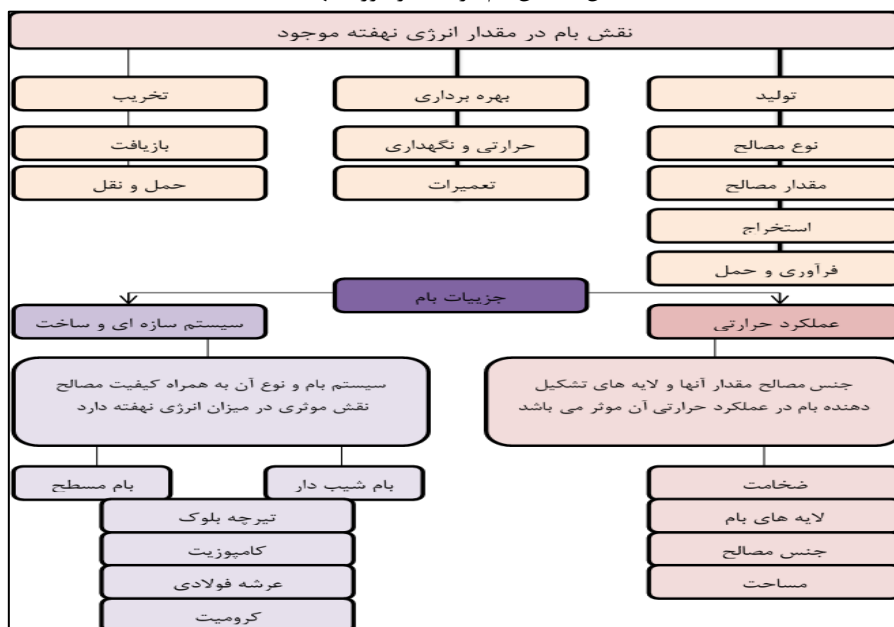 نقش بام در مقدار انرژی نهفته موجود
تولید
بهره برداری
تخریب
نوع مصالح
حرارتی و نگهداری
بازیافت
مقدار مصالح
تعمیرات
حمل و نقل
استخراج
فرآوری و حمل
جزییات بام
عملکرد حرارتی
سیستم سازه ای و ساخت
جنس مصالح مقدار آنها و لایه های تشکیل
دهنده بام در عملکرد حرارتی آن موثر می باشد
سیستم بام و نوع آن به همراه کیفیت مصالح
نقش موثری در میزان انرژی نهفته دارد
ضخامت
لایه های بام
جنس مصالح
مساحت
بام شیب دار
بام مسطح
تیرچه بلوک
کامپوزیت
عرشه فولادی
کرومیت